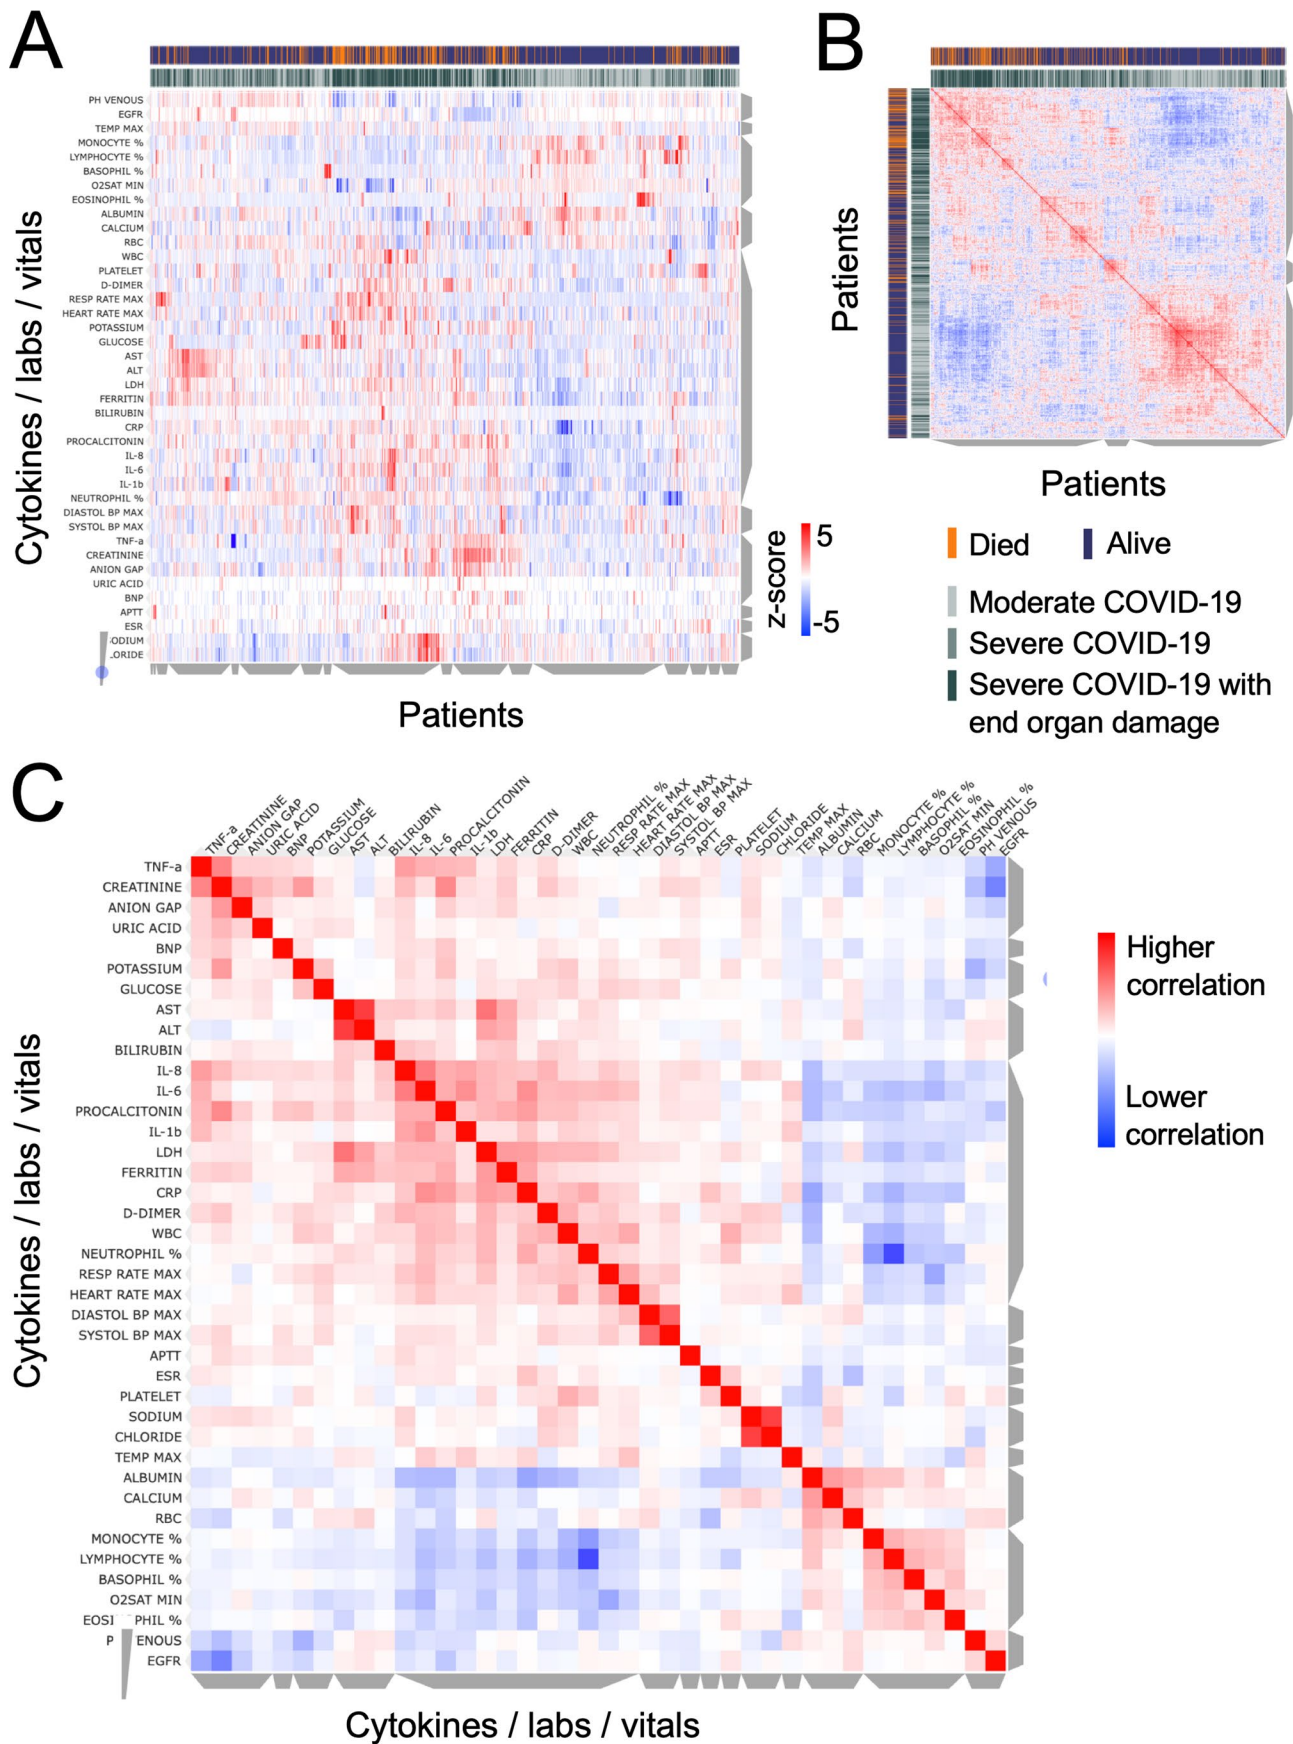 A
B
PH VENOUS
EGFR
TEMP MAX
MONOCYTE %
LYMPHOCYTE %
BASOPHIL %
O2SAT MIN
EOSINOPHIL %
ALBUMIN
CALCIUM
RBC
WBC
PLATELET
D-DIMER
RESP RATE MAX
HEART RATE MAX
POTASSIUM
GLUCOSE
AST
ALT
LDH
FERRITIN
BILIRUBIN
CRP
PROCALCITONIN
IL-8
IL-6
IL-1b
NEUTROPHIL %
DIASTOL BP MAX
SYSTOL BP MAX
TNF-a
CREATININE
ANION GAP
URIC ACID
BNP
APTT
ESR
ODIUM
ORIDE
Cytokines / labs / vitals
Patients
z-score
5
-5
Patients
Patients
Died
Alive
Moderate COVID-19
Severe COVID-19
Severe COVID-19 with
end organ damage
C
TNF-a
CREATININE
ANION GAP
URIC ACID
BNP
POTASSIUM
GLUCOSE
AST
ALT
BILIRUBIN
IL-8
IL-6
PROCALCITONIN
IL-1b
LDH
FERRITIN
CRP
D-DIMER
WBC
NEUTROPHIL %
RESP RATE MAX
HEART RATE MAX
DIASTOL BP MAX
SYSTOL BP MAX
APTT
ESR
PLATELET
SODIUM
CHLORIDE
TEMP MAX
ALBUMIN
CALCIUM
RBC
MONOCYTE %
LYMPHOCYTE %
BASOPHIL %
O2SAT MIN
EOSINOPHIL %
PH VENOUS
EGFR
TNF-a
CREATININE
ANION GAP
URIC ACID
BNP
POTASSIUM
GLUCOSE
AST
ALT
BILIRUBIN
IL-8
IL-6
PROCALCITONIN
IL-1b
LDH
FERRITIN
CRP
D-DIMER
WBC
NEUTROPHIL %
RESP RATE MAX
HEART RATE MAX
DIASTOL BP MAX
SYSTOL BP MAX
APTT
ESR
PLATELET
SODIUM
CHLORIDE
TEMP MAX
ALBUMIN
CALCIUM
RBC
MONOCYTE %
LYMPHOCYTE %
BASOPHIL %
O2SAT MIN
EOSI PHIL %
P ENOUS
EGFR
Cytokines / labs / vitals
Cytokines / labs / vitals
Higher
correlation
Lower
correlation